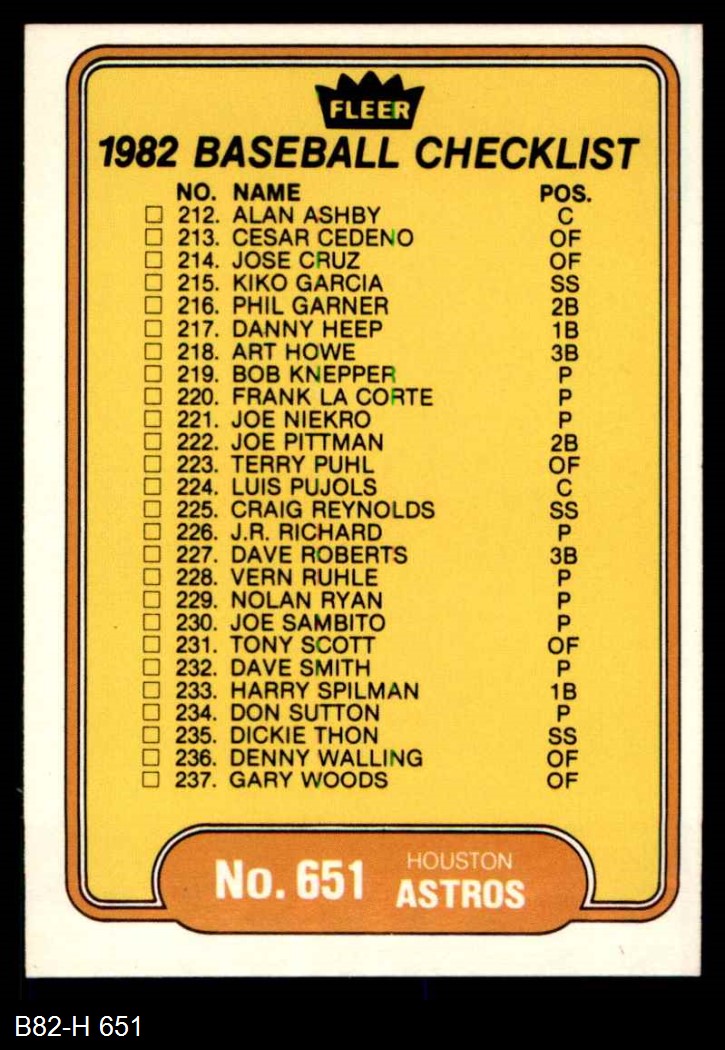 FLEER
1982 BASEBALL CHECKLIST
NO. NAME POS.
212. ALAN ASHBY C
213. CESAR CEDENO OF
214. JOSE CRUZ OF
215. KIKO GARCIA SS
216. PHIL GARNER 2B
217. DANNY HEEP 1B
218. ART HOWE 3B
219. BOB KNEPPER P
220. FRANK LA CORTE P
221. JOE NIEKRO P
222. JOE PITTMAN 2B
223. TERRY PUHL OF
224. LUIS PUJOLS C
225. CRAIG REYNOLDS SS
226. J.R. RICHARD P
227. DAVE ROBERTS 3B
228. VERN RUHLE P
229. NOLAN RYAN P
230. JOE SAMBITO P
231. TONY SCOTT OF
232. DAVE SMITH P
233. HARRY SPILMAN 1B
234. DON SUTTON P
235. DICKIE THON SS
236. DENNY WALLING OF
237. GARY WOODS OF
No. 651 HOUSTON
ASTROS
B82-H 651